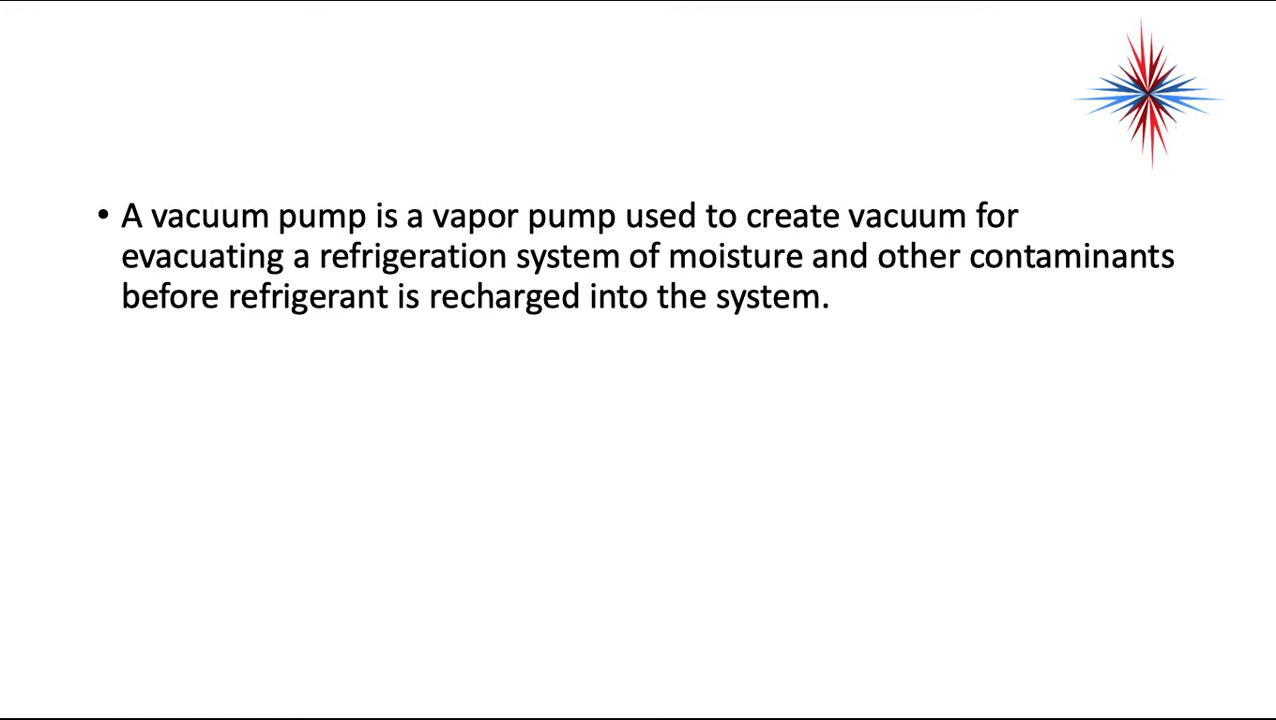 • A vacuum pump is a vapor pump used to create vacuum for
evacuating a refrigeration system of moisture and other contaminants
before refrigerant is recharged into the system.